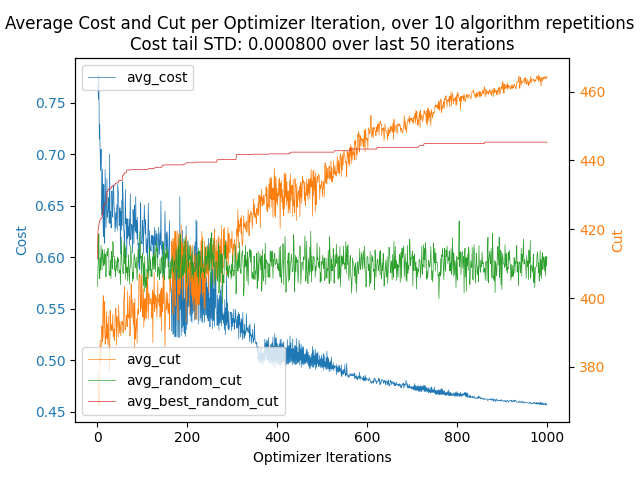 Average Cost and Cut per Optimizer Iteration, over 10 algorithm repetitions
Cost tail STD: 0.000800 over last 50 iterations
avg_cost
0.75
0.70
0.65
0.60
0.55
0.50
0.45
Cost
460
440
420
400
380
Cut
avg_cut
avg_random_cut
avg_best_random_cut
0 200 400 600 800 1000
Optimizer Iterations